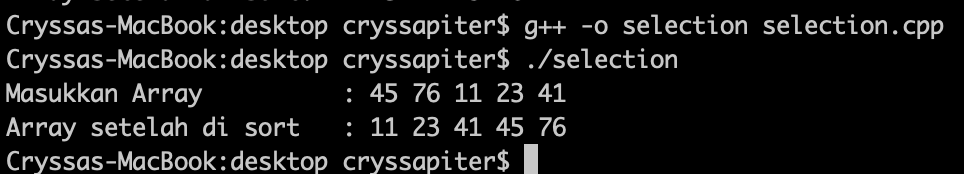 Cryssas-MacBook:desktop cryssapiter$ g++ -o selection selection.cpp
Cryssas-MacBook:desktop cryssapiter$ ./selection
Masukkan Array : 45 76 11 23 41
Array setelah di sort : 11 23 41 45 76
Cryssas-MacBook:desktop cryssapiter$